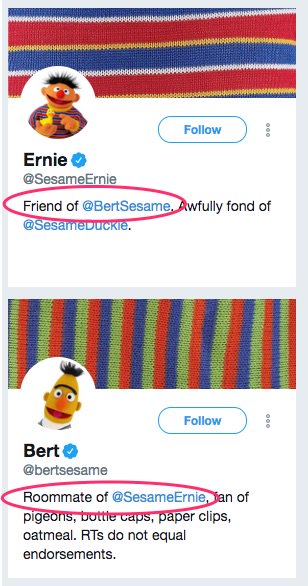 Follow
Ernie
@SesameErnie
Friend of @BertSesame. Awfully fond of
@SesameDuckie.
Follow
Bert
@bertsesame
Roommate of @SesameErnie, fan of
pigeons, bottle caps, paper clips,
oatmeal. RTs do not equal
endorsements.